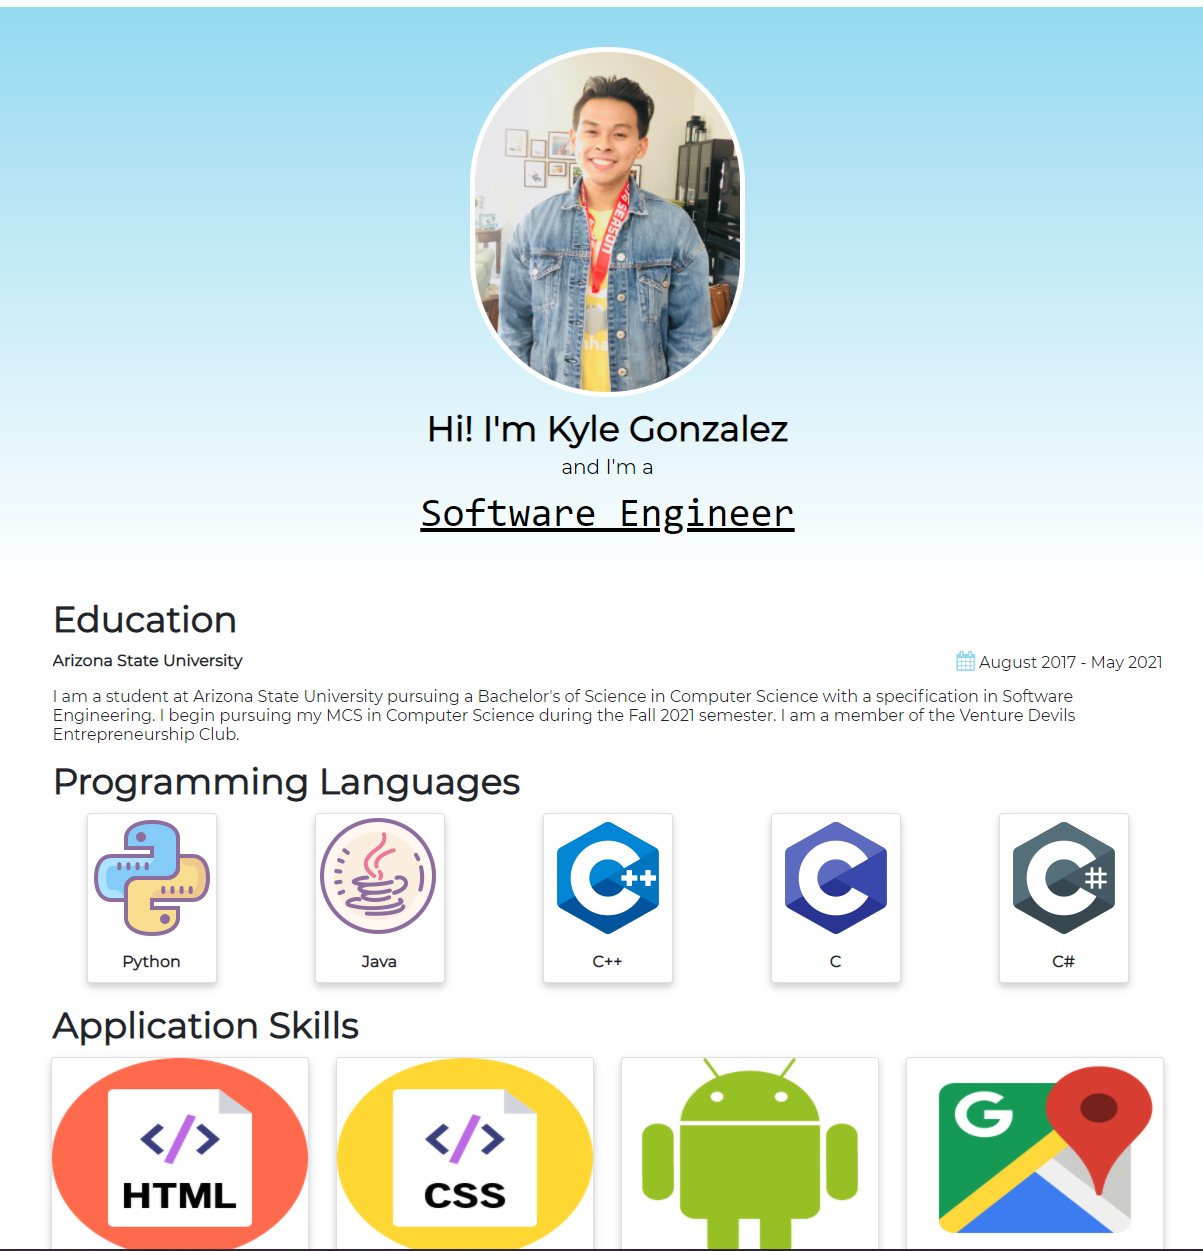 SEASON
Hi! I'm Kyle Gonzalez
and I'm a
Software Engineer
Education
Arizona State University
August 2017 - May 2021
I am a student at Arizona State University pursuing a Bachelor's of Science in Computer Science with a specification in Software
Engineering. I begin pursuing my MCS in Computer Science during the Fall 2021 semester. I am a member of the Venture Devils
Entrepreneurship Club.
Programming Languages
C++
C
C#
Python
Java
C++
C
C#
Application Skills
</>
</>
G
HTML
CSS